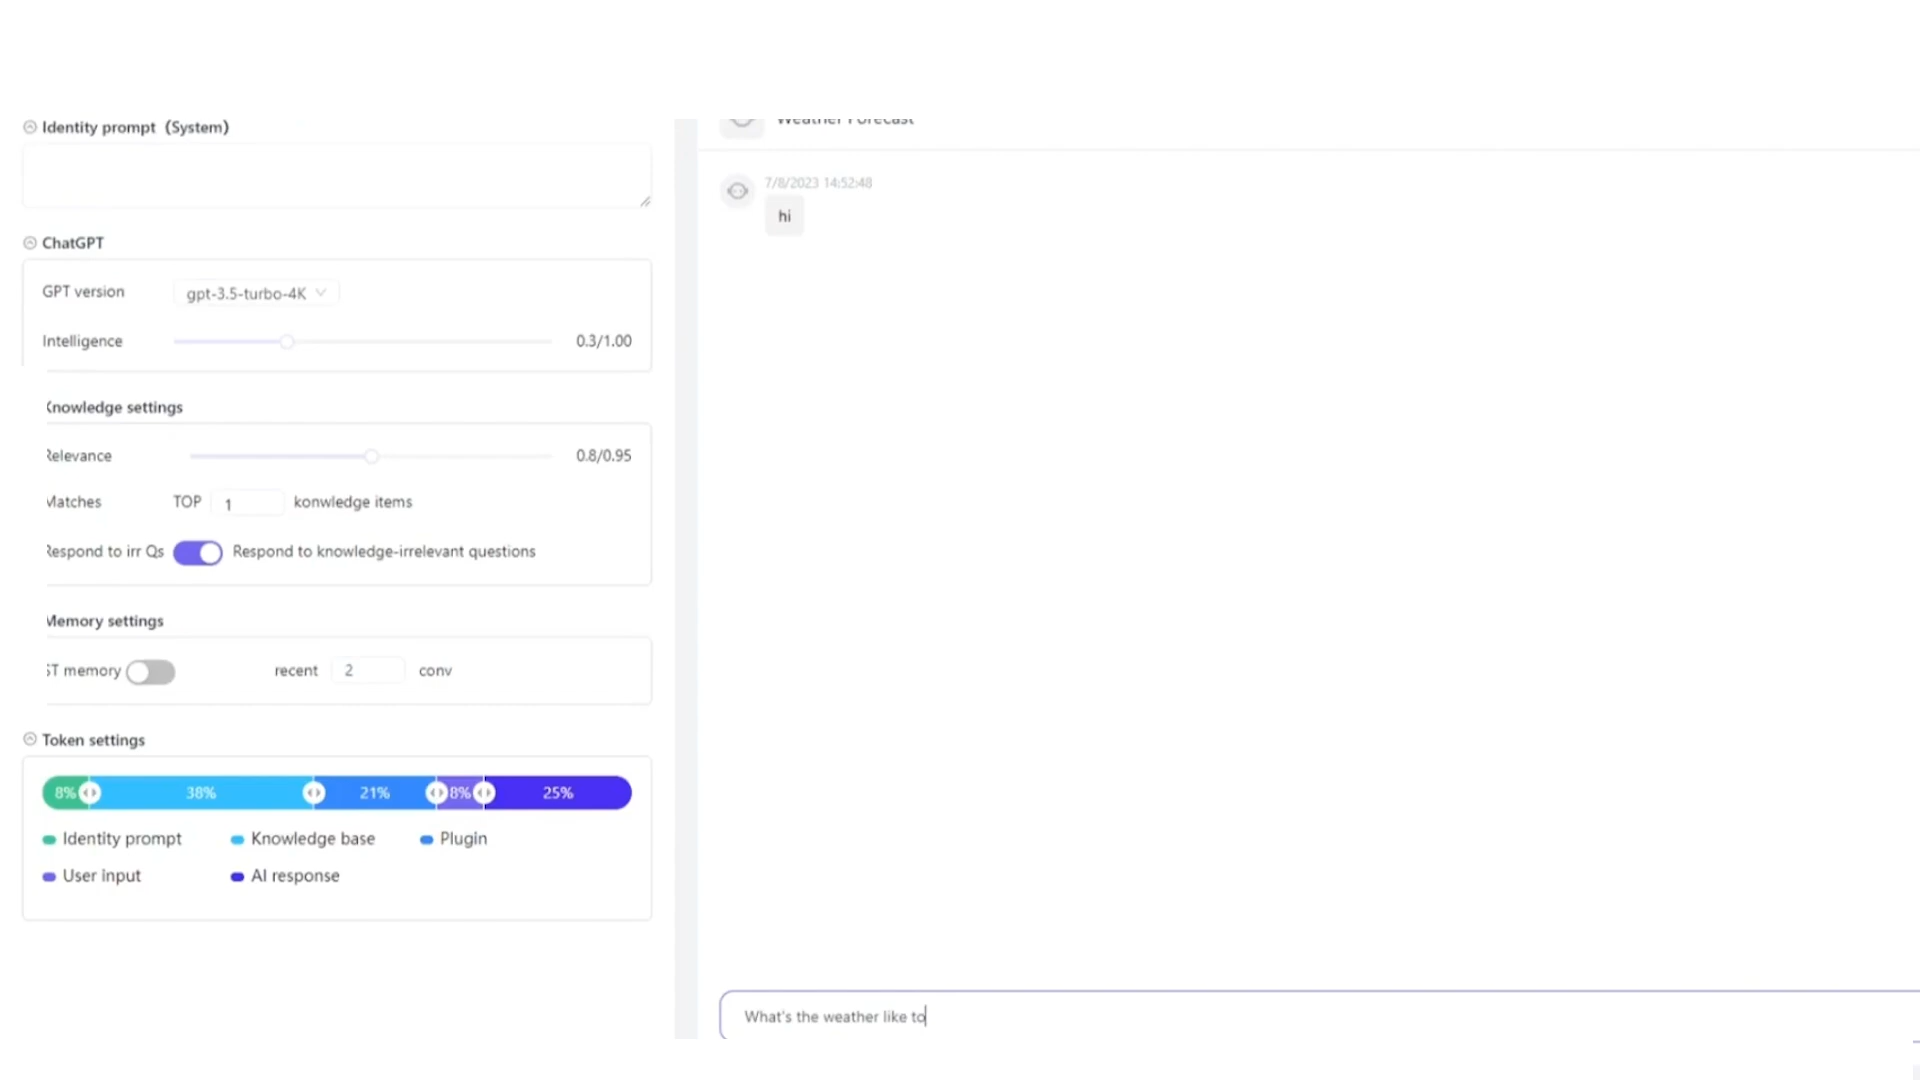 Identity prompt (System)
ChatGPT
GPT version
gpt-3.5-turbo-4K
Intelligence
0.3/1.00
Knowledge settings
Relevance
0.8/0.95
Matches
TOP
1
konwledge items
Respond to irr Qs
Respond to knowledge-irrelevant questions
Memory settings
ST memory
recent
2
conv
Token settings
8%
38%
21%
8%
25%
Identity prompt
Knowledge base
Plugin
User input
AI response
Weather Forecast
7/8/2023 14:52:48
hi
What's the weather like to